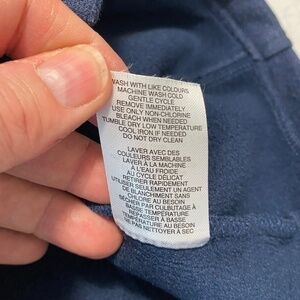 WASH WITH LIKE COLOURS
MACHINE WASH COLD
GENTLE CYCLE
REMOVE IMMEDIATELY
USE ONLY NON-CHLORINE
BLEACH WHEN NEEDED
TUMBLE DRY LOW TEMPERATURE
COOL IRON IF NEEDED
DO NOT DRY CLEAN
LAVER AVEC DES
COULEURS SEMBLABLES
LAVER À LA MACHINE
À L'EAU FROIDE
AU CYCLE DÉLICAT
RETIRER RAPIDEMENT
UTILISER SEULEMENT UN AGENT
DE BLANCHIMENT SANS
CHLORE AU BESOIN
SÉCHER PAR CULBUTAGE À
BASSE TEMPÉRATURE
REPASSER À BASSE
TEMPÉRATURE AU BESOIN
NE PAS NETTOYER À SEC